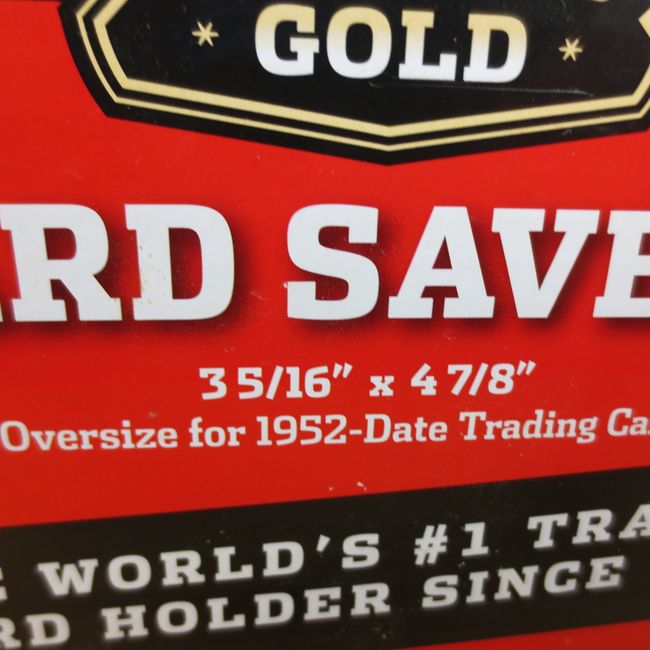 GOLD
RD SAVE
3 5/16" x 4 7/8"
Oversize for 1952-Date Trading Ca
WORLD'S #1 TRA
RD HOLDER SINCE